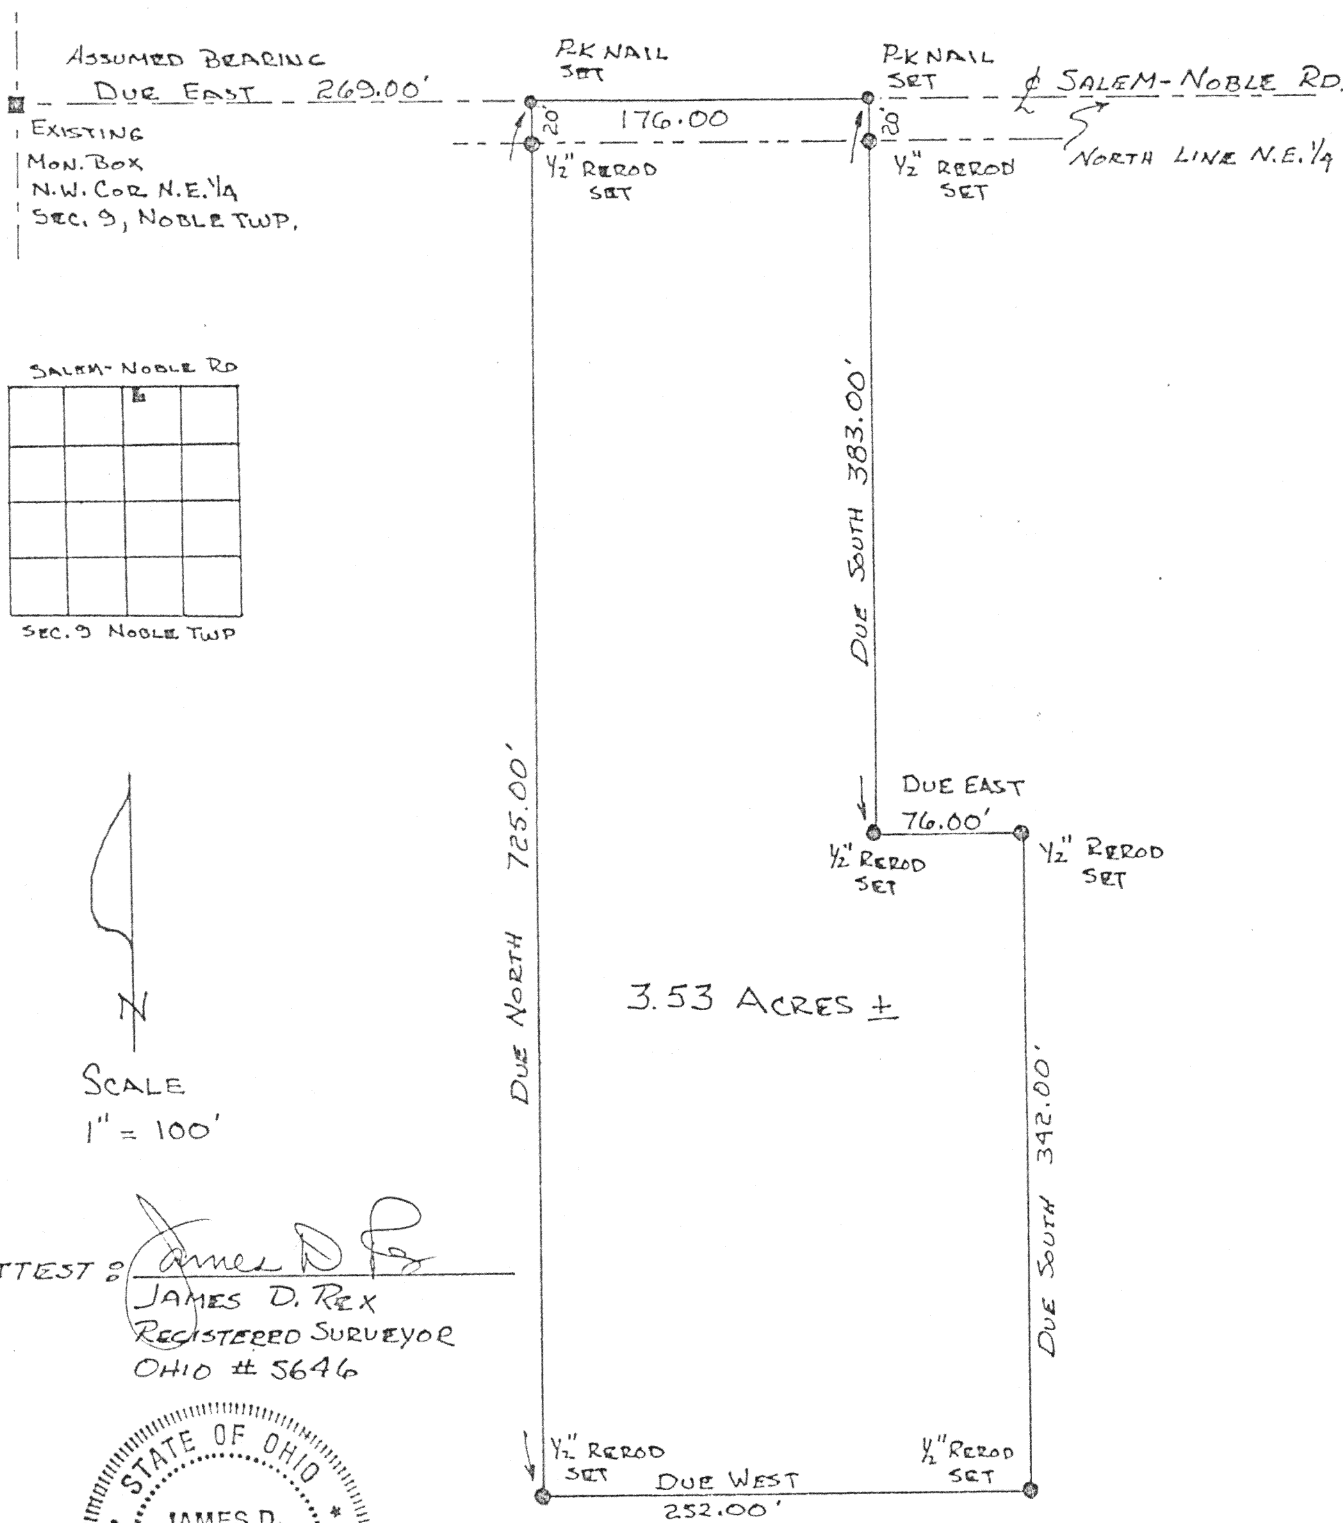 ASSUMED BEARING
DUE EAST 269.00'
P-K NAIL
SET
P-K NAIL
SET
℄ SALEM-NOBLE RD.
20'
176.00
20'
EXISTING
MON. BOX
N.W. COR N.E. 1/4
SEC. 9, NOBLE TWP.
1/2" REROD
SET
1/2" REROD
SET
NORTH LINE N.E. 1/4
SALEM-NOBLE RD
SEC. 9 NOBLE TWP
DUE SOUTH 383.00'
DUE NORTH 725.00'
DUE EAST
76.00'
1/2" REROD
SET
1/2" REROD
SET
N
3.53 ACRES ±
SCALE
1" = 100'
DUE SOUTH 342.00'
TTEST :
James D Rex
JAMES D. REX
REGISTERED SURVEYOR
OHIO # 5646
STATE OF OHIO
JAMES D.
1/2" REROD
SET
1/2" REROD
SET
DUE WEST
252.00'